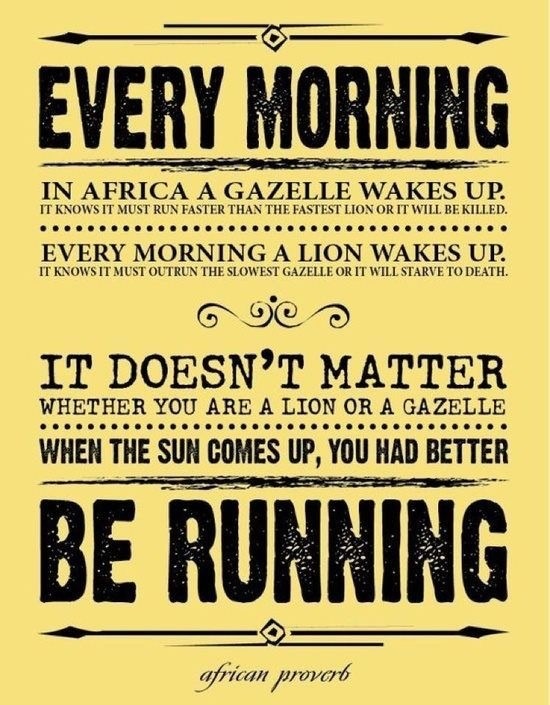 EVERY MORNING
IN AFRICA A GAZELLE WAKES UP.
IT KNOWS IT MUST RUN FASTER THAN THE FASTEST LION OR IT WILL BE KILLED.
EVERY MORNING A LION WAKES UP.
IT KNOWS IT MUST OUTRUN THE SLOWEST GAZELLE OR IT WILL STARVE TO DEATH.
IT DOESN'T MATTER
WHETHER YOU ARE A LION OR A GAZELLE
WHEN THE SUN COMES UP, YOU HAD BETTER
BE RUNNING
african proverb